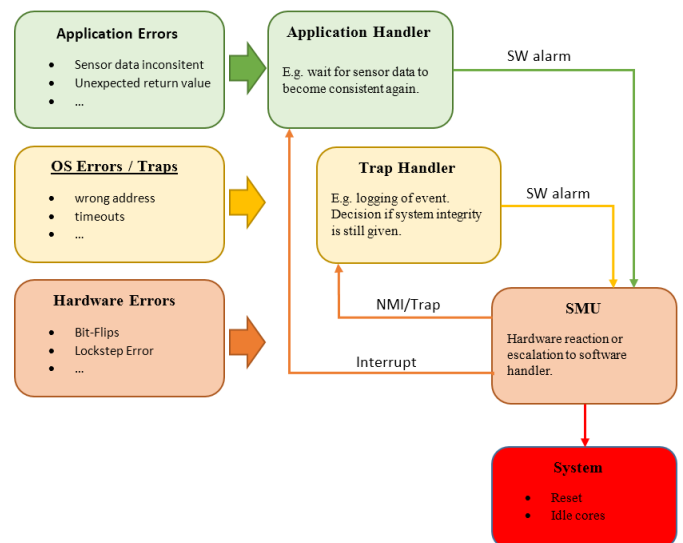 Application Errors
• Sensor data inconsitent
• Unexpected return value
• ...
Application Handler
E.g. wait for sensor data to
become consistent again.
SW alarm
OS Errors / Traps
• wrong address
• timeouts
• ...
Trap Handler
E.g. logging of event.
Decision if system integrity
is still given.
SW alarm
Hardware Errors
• Bit-Flips
• Lockstep Error
• ...
NMI/Trap
Interrupt
SMU
Hardware reaction or
escalation to software
handler.
System
• Reset
• Idle cores